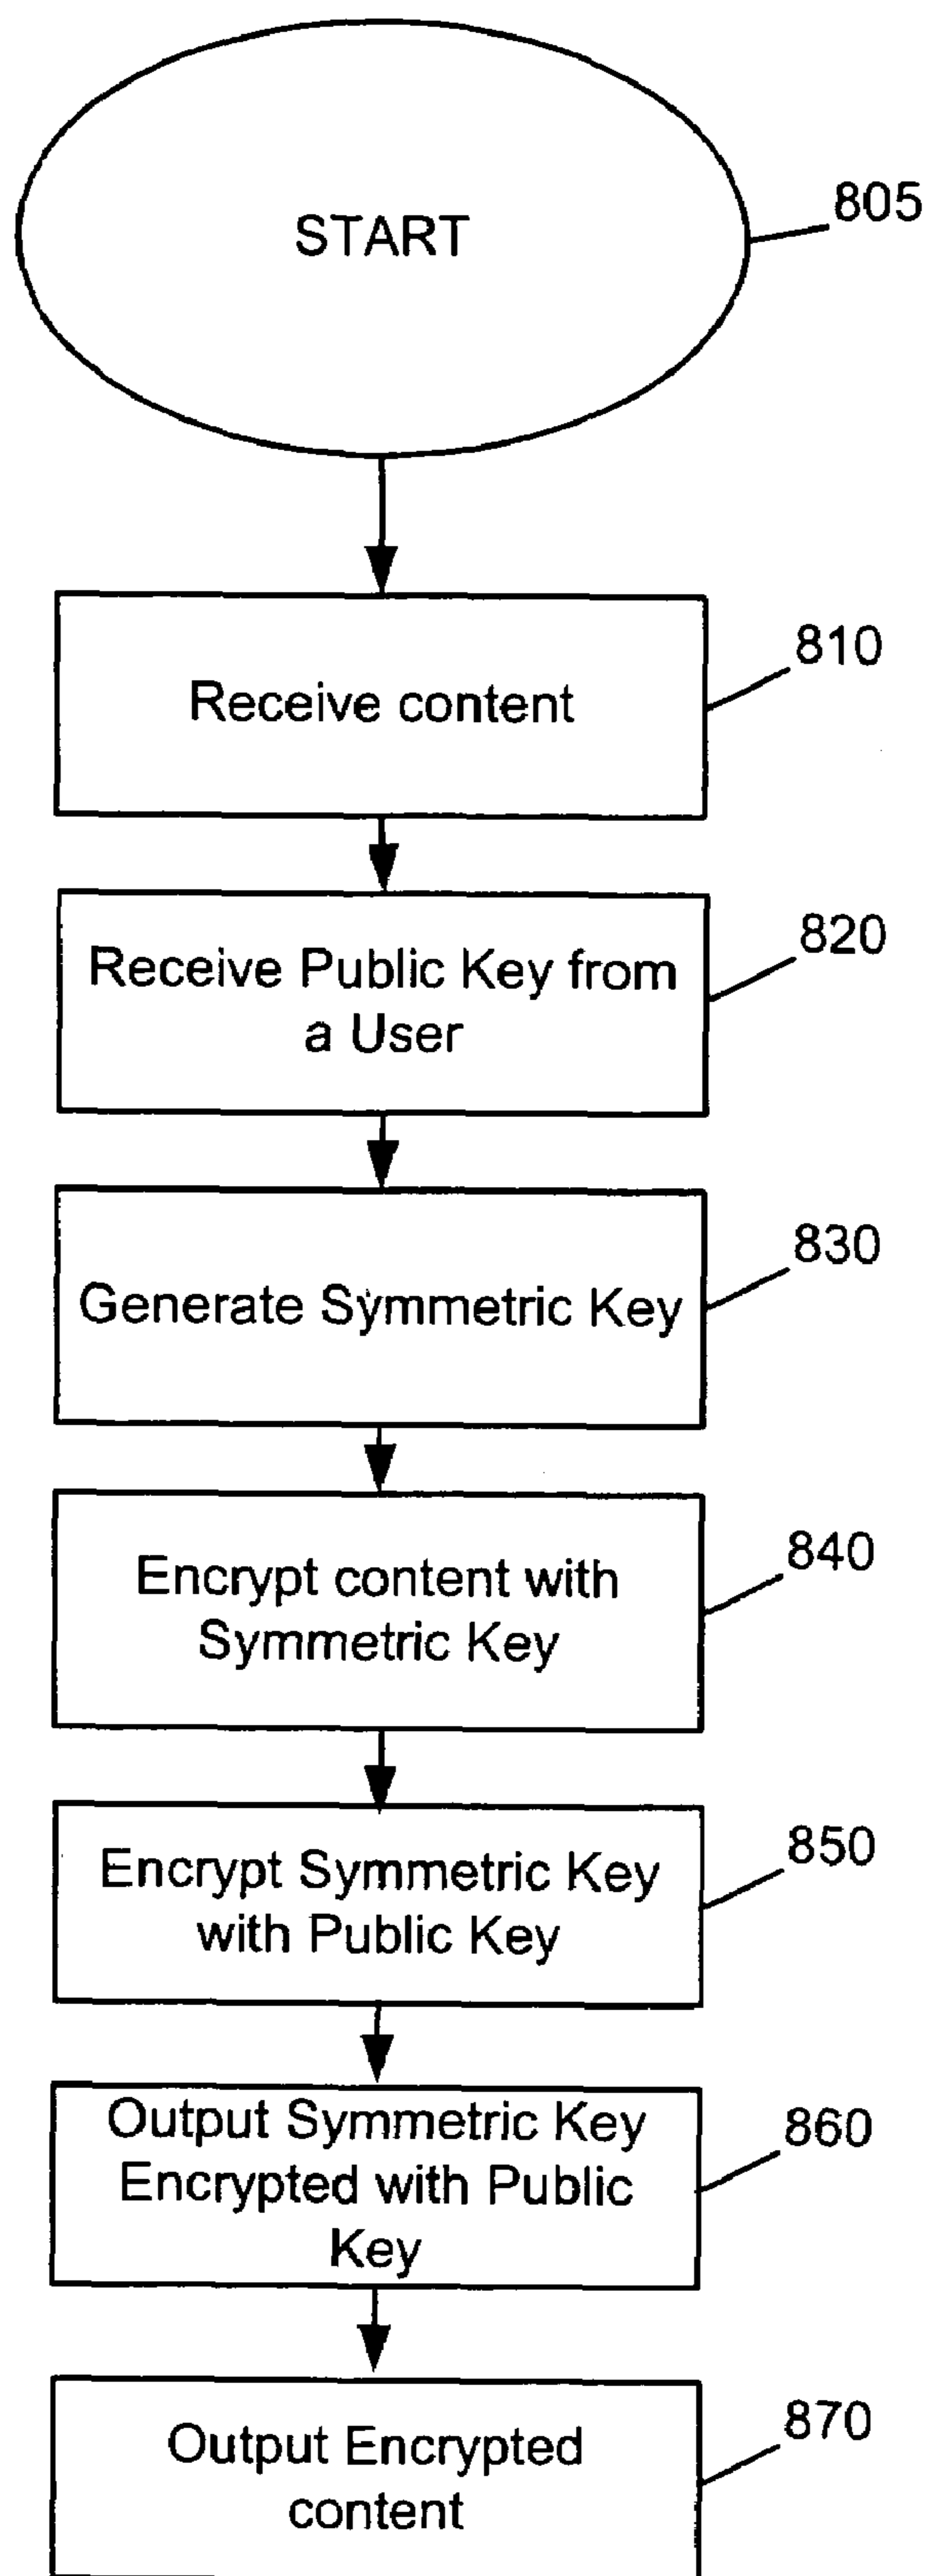 START
805
Receive content
810
Receive Public Key from
a User
820
Generate Symmetric Key
830
Encrypt content with
Symmetric Key
840
Encrypt Symmetric Key
with Public Key
850
Output Symmetric Key
Encrypted with Public
Key
860
Output Encrypted
content
870